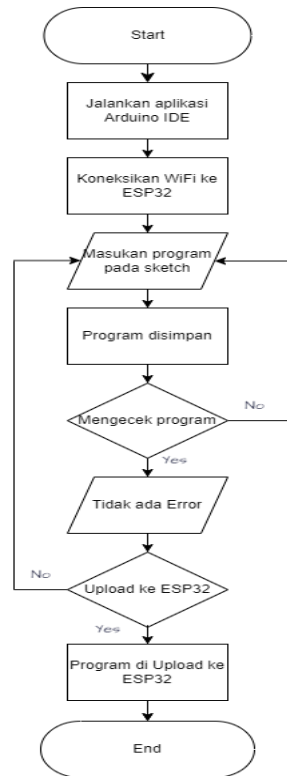 Start
Jalankan aplikasi
Arduino IDE
Koneksikan WiFi ke
ESP32
Masukan program
pada sketch
Program disimpan
Mengecek program
No
Yes
Tidak ada Error
Upload ke ESP32
No
Yes
Program di Upload ke
ESP32
End